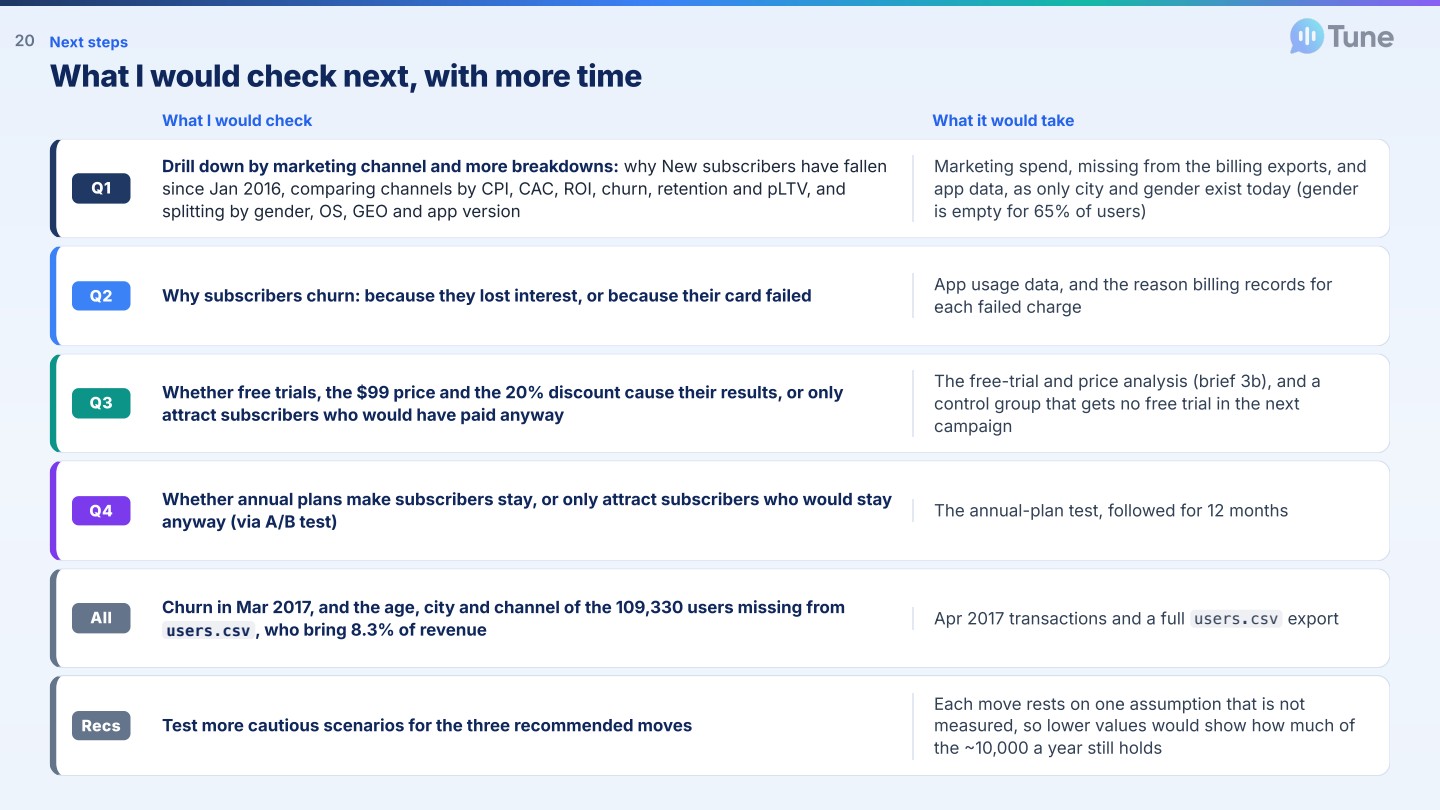 20 Next steps
Tune
What I would check next, with more time
What I would check
What it would take
Q1
Drill down by marketing channel and more breakdowns: why New subscribers have fallen
since Jan 2016, comparing channels by CPI, CAC, ROI, churn, retention and pLTV, and
splitting by gender, OS, GEO and app version
Marketing spend, missing from the billing exports, and
app data, as only city and gender exist today (gender
is empty for 65% of users)
Q2
Why subscribers churn: because they lost interest, or because their card failed
App usage data, and the reason billing records for
each failed charge
Q3
Whether free trials, the $99 price and the 20% discount cause their results, or only
attract subscribers who would have paid anyway
The free-trial and price analysis (brief 3b), and a
control group that gets no free trial in the next
campaign
Q4
Whether annual plans make subscribers stay, or only attract subscribers who would stay
anyway (via A/B test)
The annual-plan test, followed for 12 months
All
Churn in Mar 2017, and the age, city and channel of the 109,330 users missing from
users.csv, who bring 8.3% of revenue
Apr 2017 transactions and a full users.csv export
Recs
Test more cautious scenarios for the three recommended moves
Each move rests on one assumption that is not
measured, so lower values would show how much of
the ~10,000 a year still holds